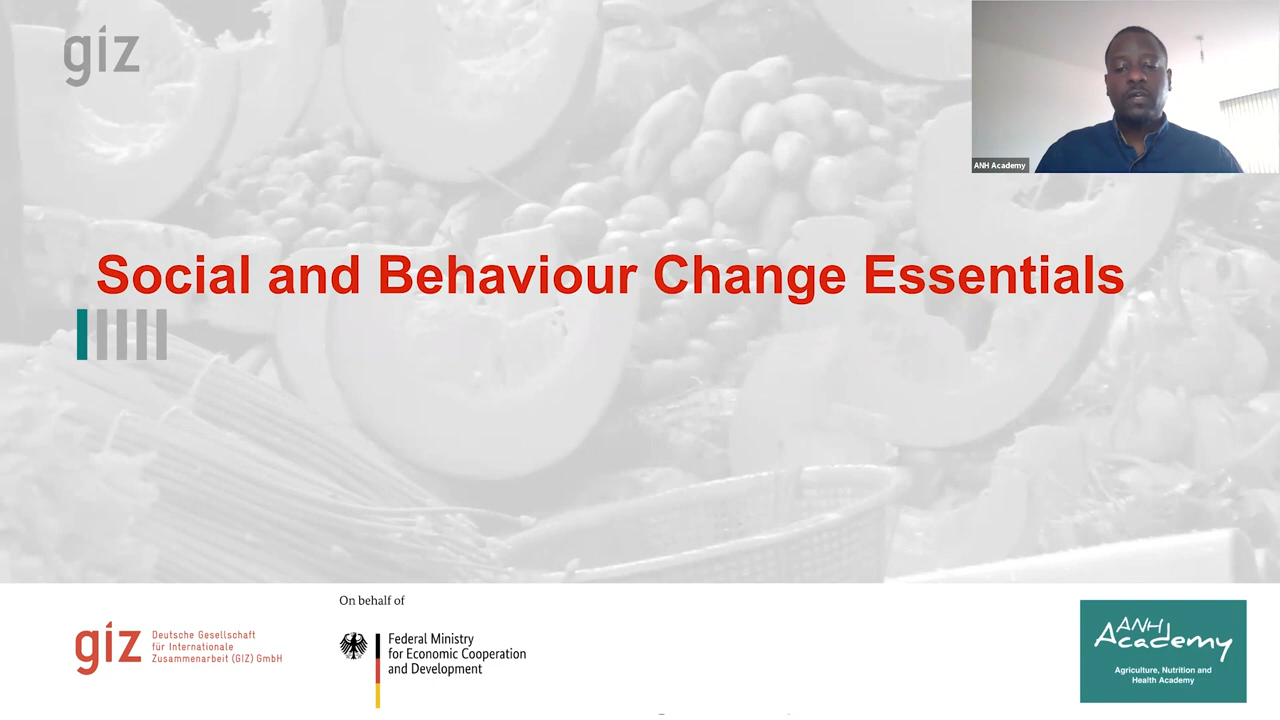 giz
ANH Academy
Social and Behaviour Change Essentials
On behalf of
giz
Deutsche Gesellschaft
für Internationale
Zusammenarbeit (GIZ) GmbH
Federal Ministry
for Economic Cooperation
and Development
ANH
Academy
Agriculture, Nutrition and
Health Academy